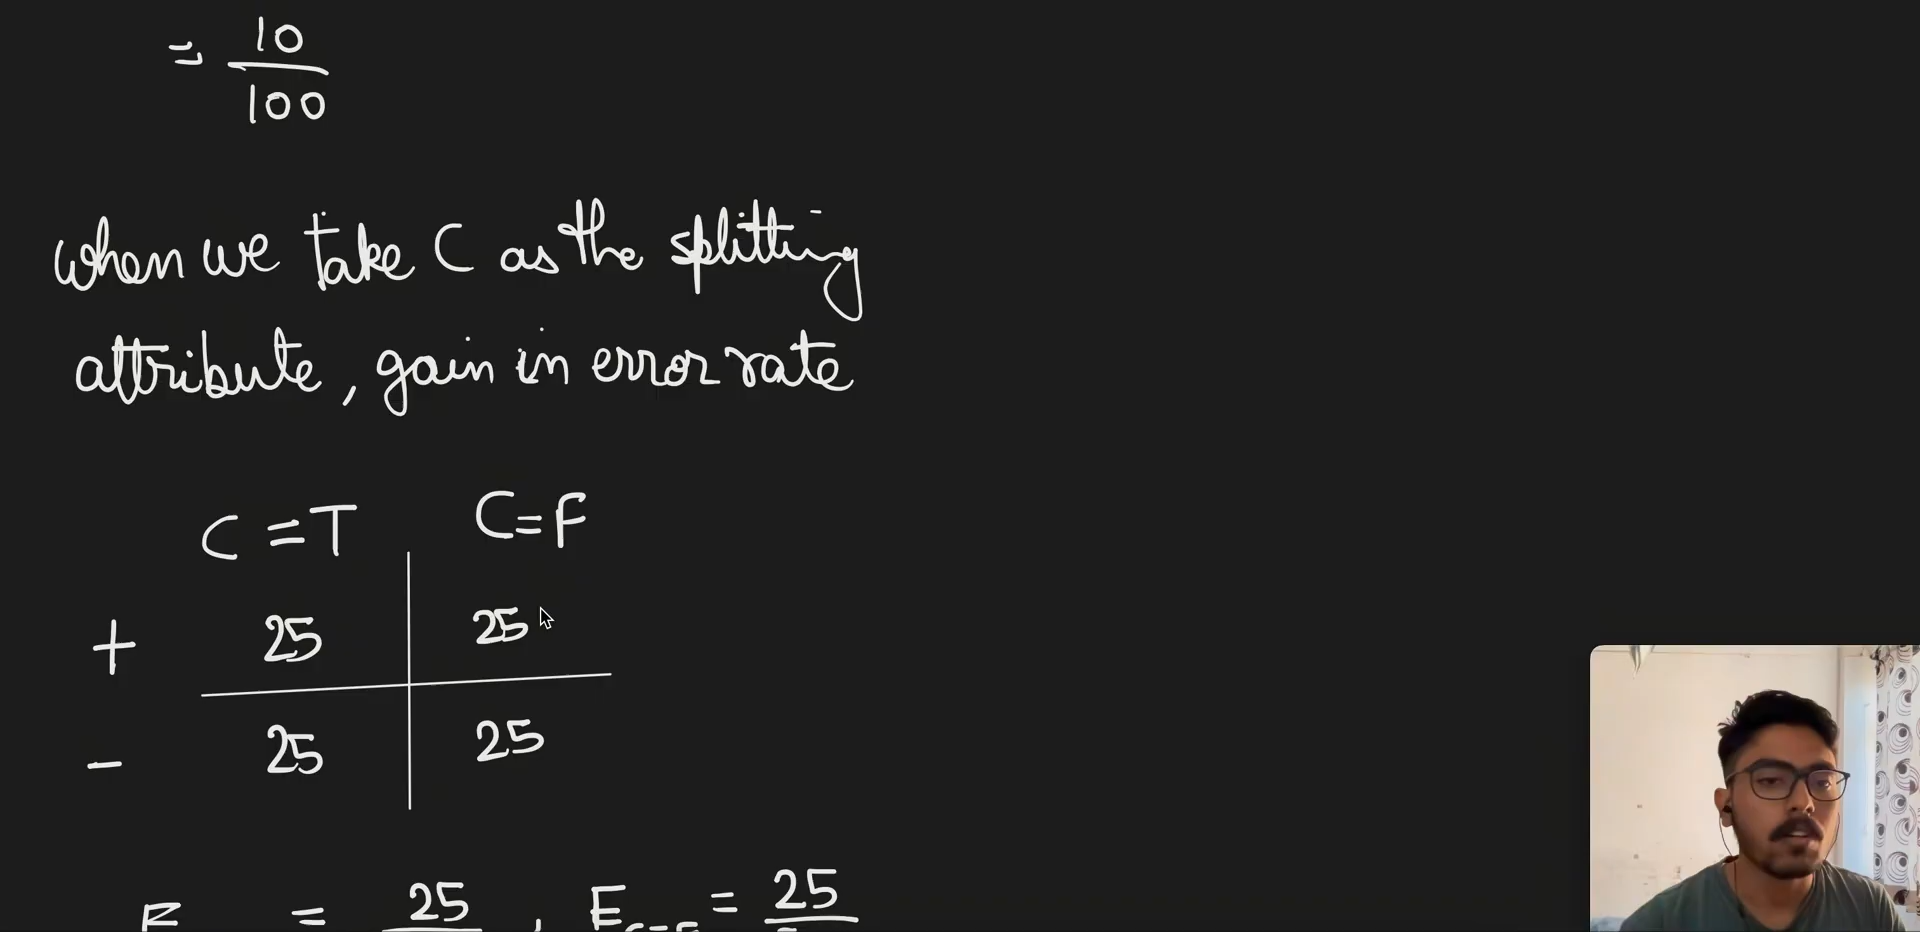 = 10
100
when we take C as the splitting
attribute, gain in error rate
C = T C = F
+ 25 25
- 25 25
E = 25 , E C=F = 25